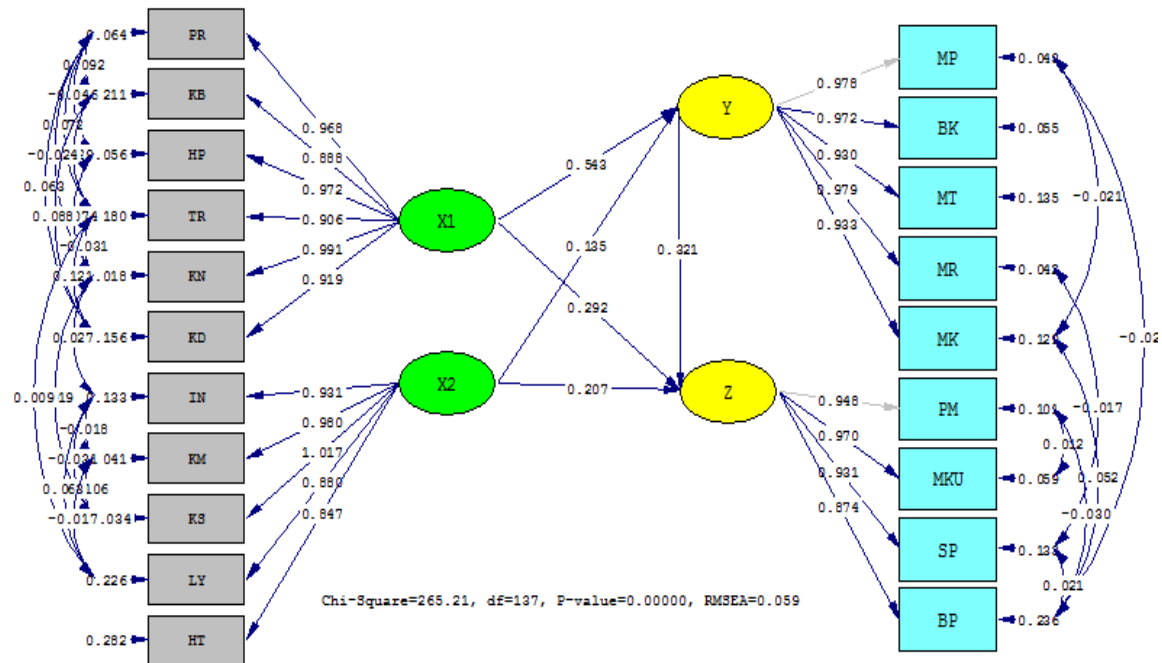 0.064 PR
0.092
-0.046 .211 KB
0.072
-0.024 .056 HP
0.063
0.088 .180 TR
-0.031
.018 KN
0.027 .156 KD
0.133 IN
-0.018
.041 KM
-0.017 .034 KS
0.226 LY
0.282 HT
0.968
0.888
0.972
0.906
0.991
0.919
X1
0.931
0.980
1.017
0.880
0.847
X2
0.543
0.135
0.292
0.207
0.321
Y
Z
0.978
0.972
0.930
0.979
0.933
0.948
0.970
0.931
0.874
MP
BK 0.055
MT 0.135
MR
MK
PM
MKU 0.059
SP
BP 0.236
-0.021
-0.02
-0.017
0.012
0.052
-0.030
0.021
Chi-Square=265.21, df=137, P-value=0.00000, RMSEA=0.059